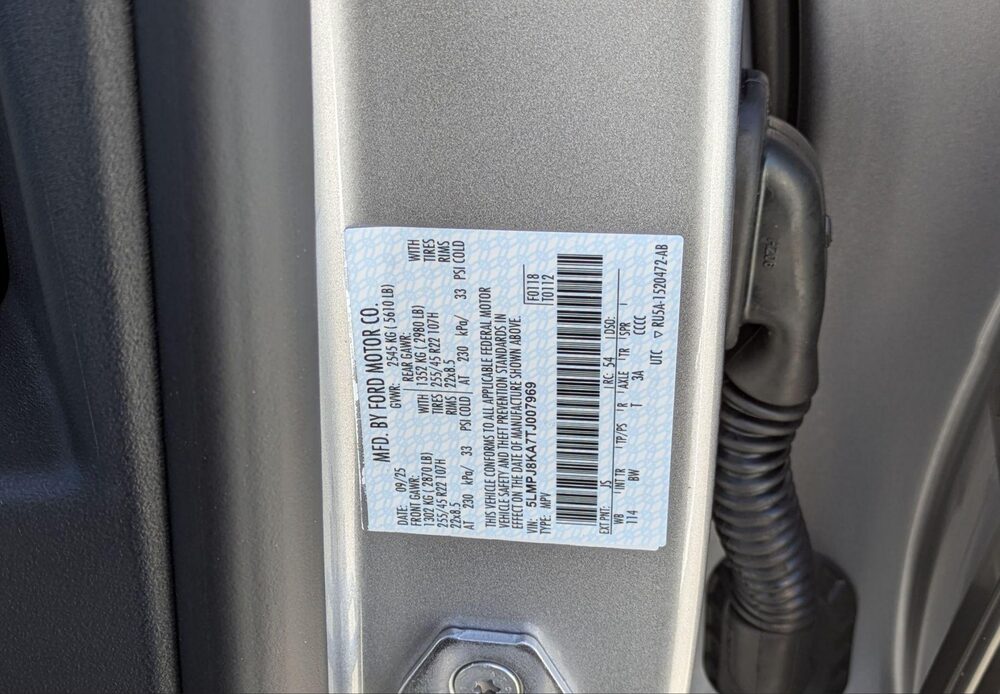 MFD. BY FORD MOTOR CO.
DATE: 09/25 GVWR: 2545 KG ( 5610 LB)
FRONT GAWR: REAR GAWR:
1302 KG ( 2870 LB) WITH 1352 KG ( 2980 LB) WITH
255/45 R22 107H TIRES 255/45 R22 107H TIRES
22x8.5 RIMS 22x8.5 RIMS
AT 230 kPa/ 33 PSI COLD AT 230 kPa/ 33 PSI COLD
THIS VEHICLE CONFORMS TO ALL APPLICABLE FEDERAL MOTOR
VEHICLE SAFETY AND THEFT PREVENTION STANDARDS IN
EFFECT ON THE DATE OF MANUFACTURE SHOWN ABOVE.
F0118
T0112
VIN: 5LMPJ8KA7TJ007969
TYPE: MPV
EXT PNT: JS RC: 54 DSO:
WB INT TR TP/PS R AXLE TR SPR
114 BW T 3A CCCC I
UTC ▽ RU5A-1520472-AB